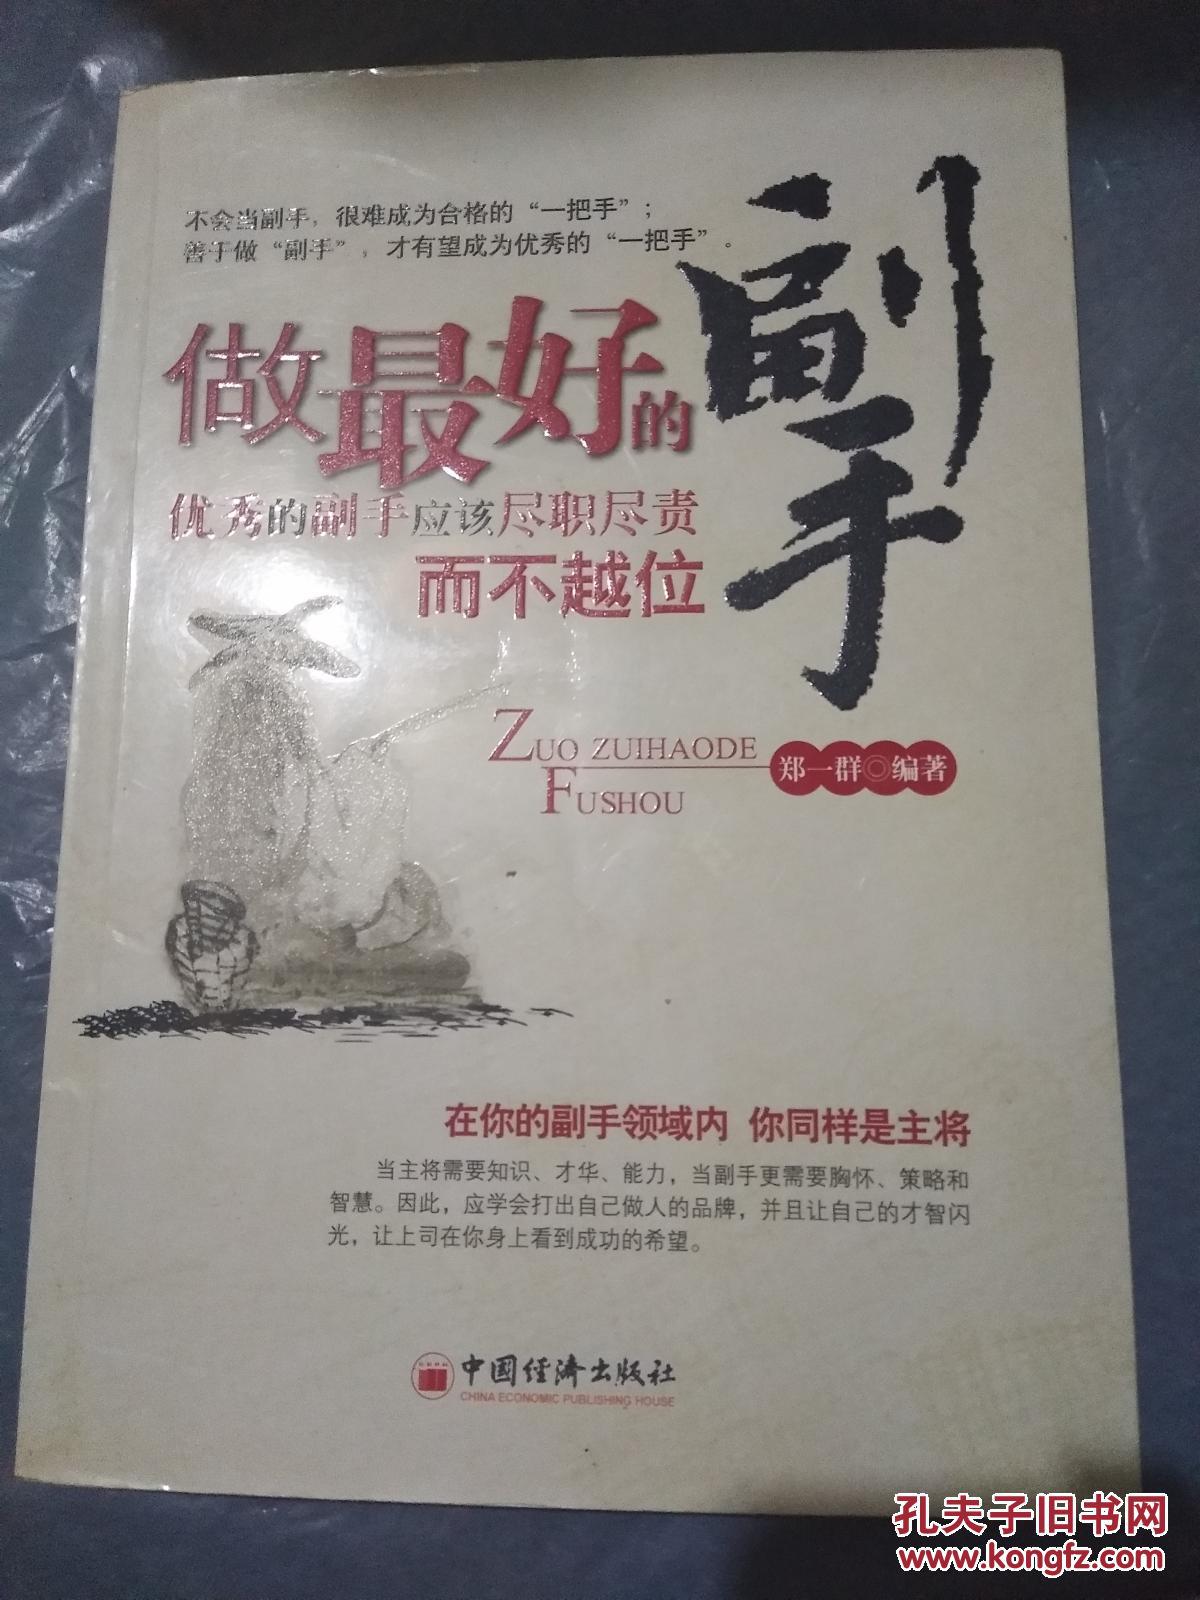 不会当副手，很难成为合格的“一把手”；
善于做“副手”，才有望成为优秀的“一把手”。
做最好的
副手
优秀的副手应该尽职尽责
而不越位
ZUO ZUIHAODE
FUSHOU
郑一群◎编著
在你的副手领域内 你同样是主将
当主将需要知识、才华、能力，当副手更需要胸怀、策略和
智慧。因此，应学会打出自己做人的品牌，并且让自己的才智闪
光，让上司在你身上看到成功的希望。
中国经济出版社
CHINA ECONOMIC PUBLISHING HOUSE
孔夫子旧书网
www.kongfz.com